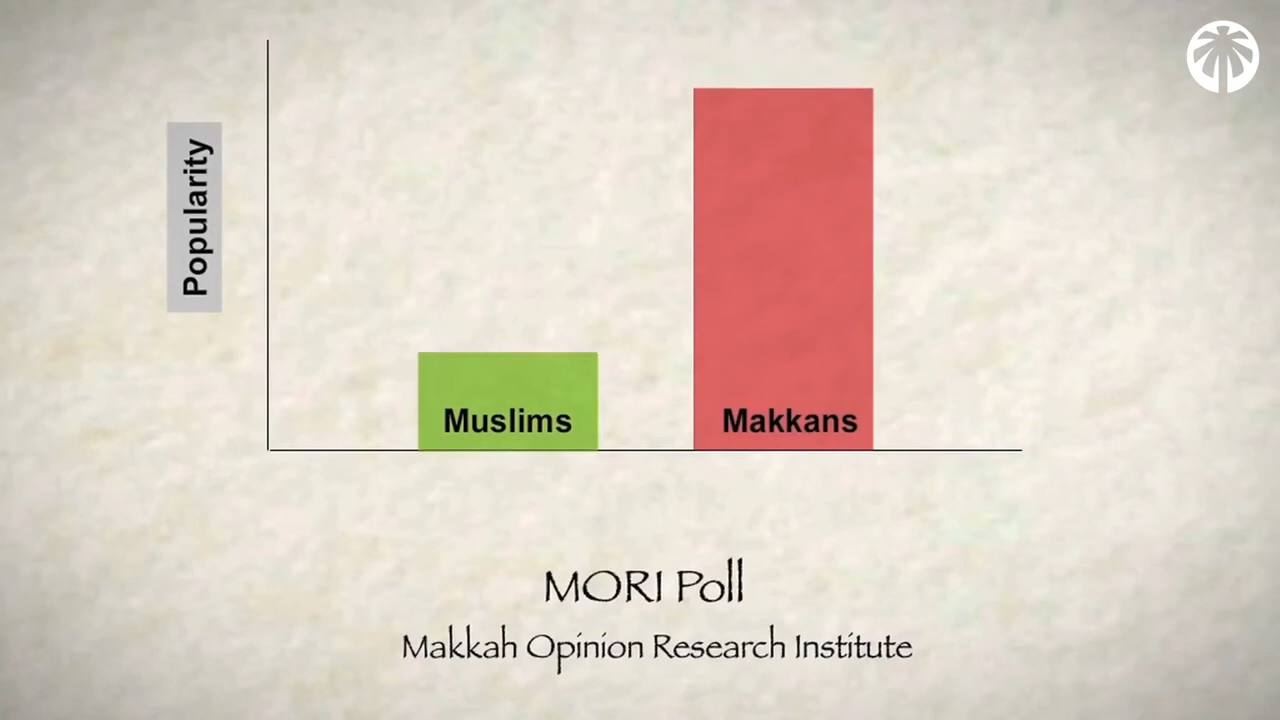 Popularity
Muslims
Makkans
MORI Poll
Makkah Opinion Research Institute